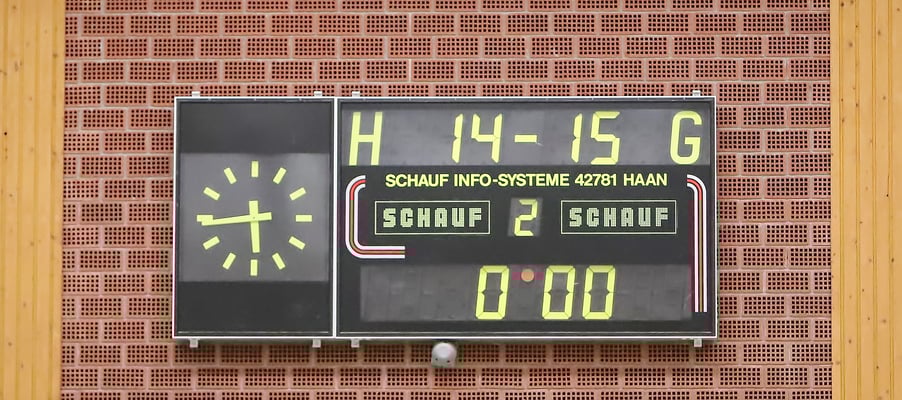 H 14-15 G
SCHAUF INFO-SYSTEME 42781 HAAN
SCHAUF 2 SCHAUF
0:00